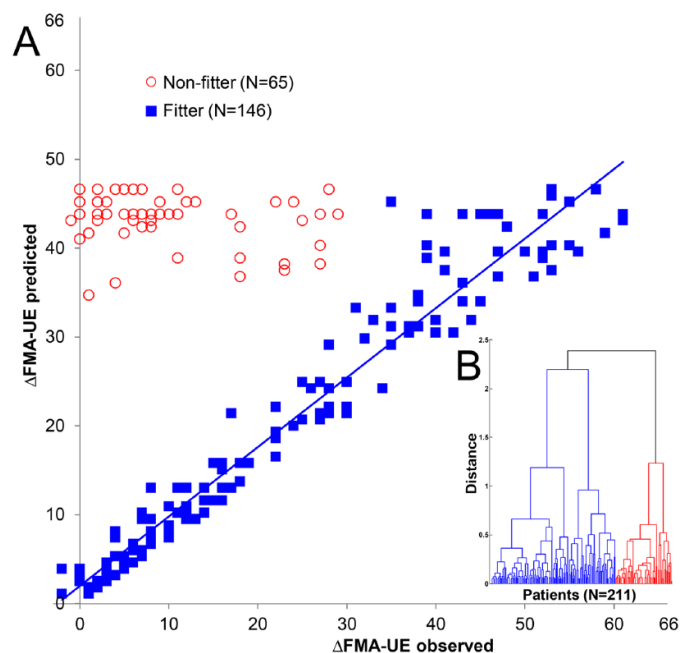 66
A
60
Non-fitter (N=65)
Fitter (N=146)
50
40
ΔFMA-UE predicted
30
20
10
0
0
10
20
30
40
50
60
66
ΔFMA-UE observed
B
2.5
2
1.5
1
0.5
0
Distance
Patients (N=211)